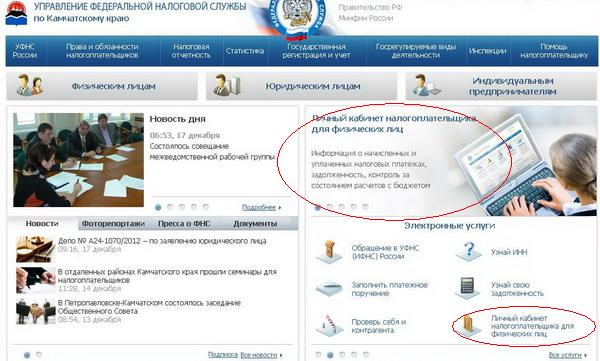 УПРАВЛЕНИЕ ФЕДЕРАЛЬНОЙ НАЛОГОВОЙ СЛУЖБЫ
по Камчатскому краю
Правительство РФ
Минфин России
УФНС
России
Права и обязанности
налогоплательщиков
Налоговая
отчетность
Статистика
Государственная
регистрация и учет
Госрегулируемые виды
деятельности
Инспекции
Помощь
налогоплательщику
Физическим лицам
Юридическим лицам
Индивидуальным
предпринимателям
Новость дня
06:53, 17 декабря
Состоялось совещание
межведомственной рабочей группы
Подробнее
Личный кабинет налогоплательщика
для физических лиц
Информация о начисленных и
уплаченных налоговых платежах,
задолженность, контроль за
состоянием расчетов с бюджетом
Новости
Фоторепортажи
Пресса о ФНС
Документы
Дело № А24-1070/2012 – по заявлению юридического лица
09:16, 17 декабря
В отдаленных районах Камчатского края прошли семинары для
налогоплательщиков
11:28, 14 декабря
В Петропавловске-Камчатском состоялось заседание
Общественного Совета
08:54, 13 декабря
Подписка
Все новости
Электронные услуги
Обращение в УФНС
(ИФНС) России
Узнай ИНН
Заполнить платежное
поручение
Узнай свою
задолженность
Проверь себя и
контрагента
Личный кабинет
налогоплательщика для
физических лиц
Все услуги